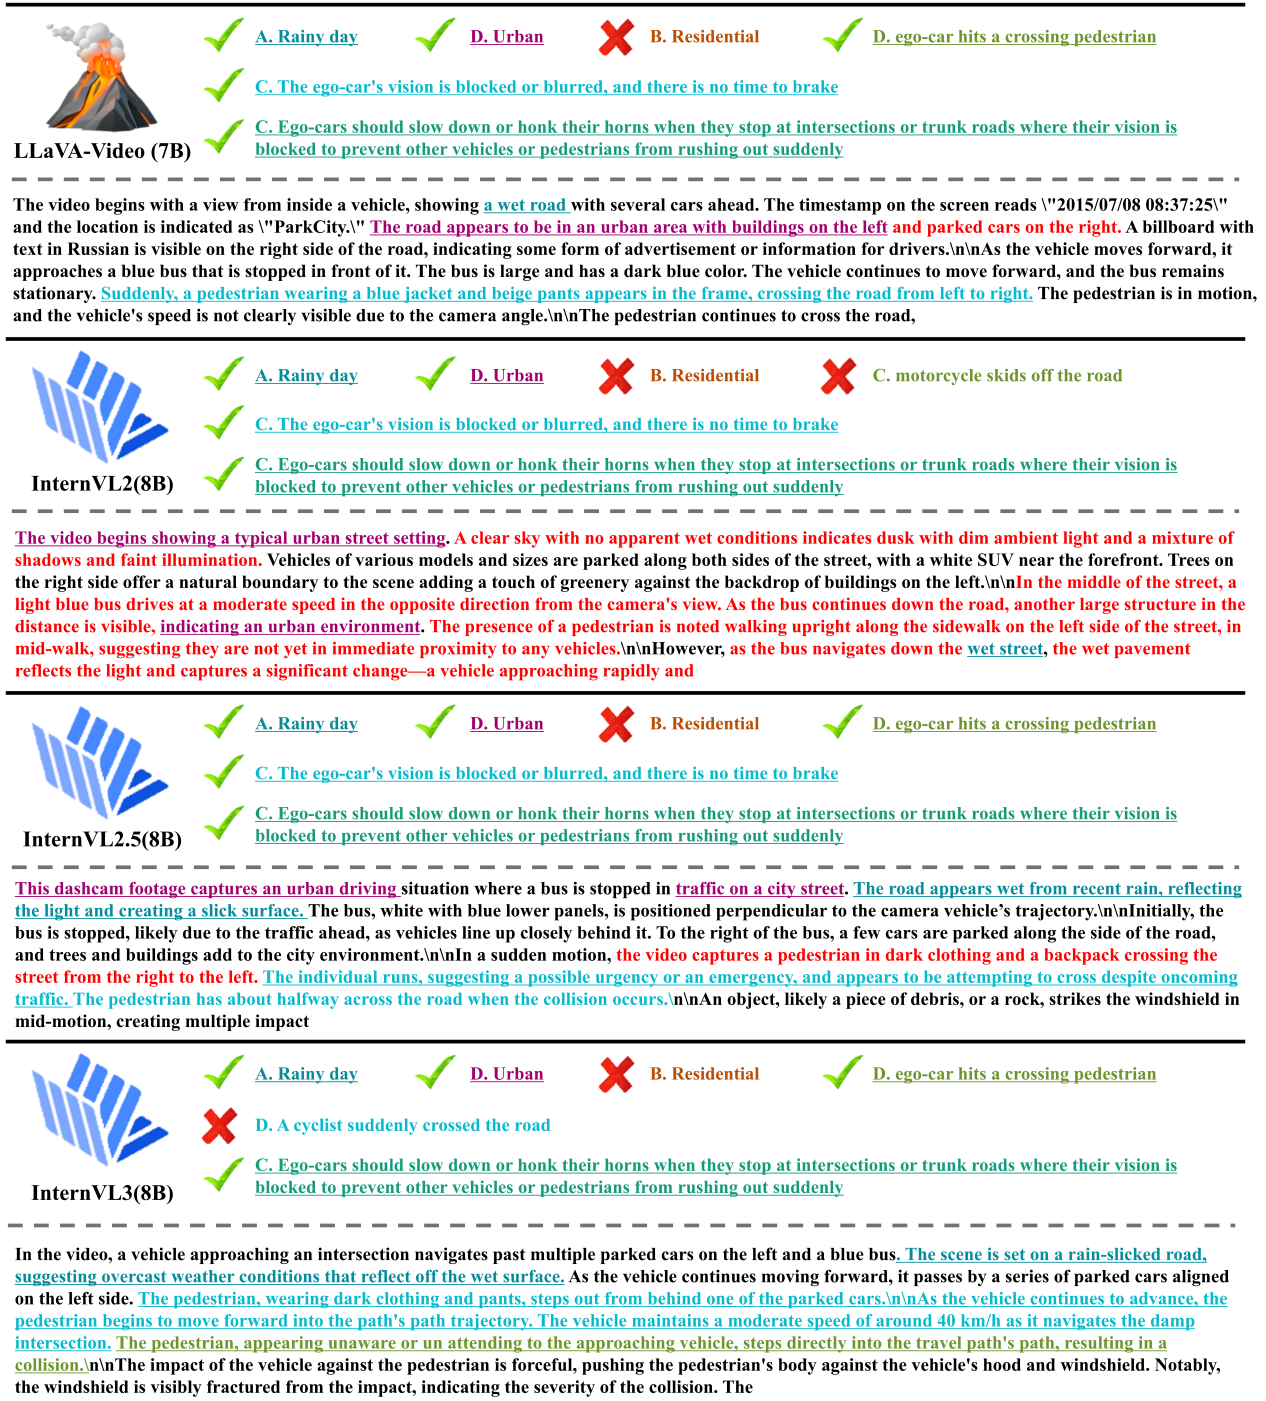 A. Rainy day D. Urban B. Residential D. ego-car hits a crossing pedestrian
C. The ego-car's vision is blocked or blurred, and there is no time to brake
C. Ego-cars should slow down or honk their horns when they stop at intersections or trunk roads where their vision is
blocked to prevent other vehicles or pedestrians from rushing out suddenly
LLaVA-Video (7B)
The video begins with a view from inside a vehicle, showing a wet road with several cars ahead. The timestamp on the screen reads \"2015/07/08 08:37:25\"
and the location is indicated as \"ParkCity.\" The road appears to be in an urban area with buildings on the left and parked cars on the right. A billboard with
text in Russian is visible on the right side of the road, indicating some form of advertisement or information for drivers.\n\nAs the vehicle moves forward, it
approaches a blue bus that is stopped in front of it. The bus is large and has a dark blue color. The vehicle continues to move forward, and the bus remains
stationary. Suddenly, a pedestrian wearing a blue jacket and beige pants appears in the frame, crossing the road from left to right. The pedestrian is in motion,
and the vehicle's speed is not clearly visible due to the camera angle.\n\nThe pedestrian continues to cross the road,
A. Rainy day D. Urban B. Residential C. motorcycle skids off the road
C. The ego-car's vision is blocked or blurred, and there is no time to brake
C. Ego-cars should slow down or honk their horns when they stop at intersections or trunk roads where their vision is
blocked to prevent other vehicles or pedestrians from rushing out suddenly
InternVL2(8B)
The video begins showing a typical urban street setting. A clear sky with no apparent wet conditions indicates dusk with dim ambient light and a mixture of
shadows and faint illumination. Vehicles of various models and sizes are parked along both sides of the street, with a white SUV near the forefront. Trees on
the right side offer a natural boundary to the scene adding a touch of greenery against the backdrop of buildings on the left.\n\nIn the middle of the street, a
light blue bus drives at a moderate speed in the opposite direction from the camera's view. As the bus continues down the road, another large structure in the
distance is visible, indicating an urban environment. The presence of a pedestrian is noted walking upright along the sidewalk on the left side of the street, in
mid-walk, suggesting they are not yet in immediate proximity to any vehicles.\n\nHowever, as the bus navigates down the wet street, the wet pavement
reflects the light and captures a significant change—a vehicle approaching rapidly and
A. Rainy day D. Urban B. Residential D. ego-car hits a crossing pedestrian
C. The ego-car's vision is blocked or blurred, and there is no time to brake
C. Ego-cars should slow down or honk their horns when they stop at intersections or trunk roads where their vision is
blocked to prevent other vehicles or pedestrians from rushing out suddenly
InternVL2.5(8B)
This dashcam footage captures an urban driving situation where a bus is stopped in traffic on a city street. The road appears wet from recent rain, reflecting
the light and creating a slick surface. The bus, white with blue lower panels, is positioned perpendicular to the camera vehicle's trajectory.\n\nInitially, the
bus is stopped, likely due to the traffic ahead, as vehicles line up closely behind it. To the right of the bus, a few cars are parked along the side of the road,
and trees and buildings add to the city environment.\n\nIn a sudden motion, the video captures a pedestrian in dark clothing and a backpack crossing the
street from the right to the left. The individual runs, suggesting a possible urgency or an emergency, and appears to be attempting to cross despite oncoming
traffic. The pedestrian has about halfway across the road when the collision occurs.\n\nAn object, likely a piece of debris, or a rock, strikes the windshield in
mid-motion, creating multiple impact
A. Rainy day D. Urban B. Residential D. ego-car hits a crossing pedestrian
D. A cyclist suddenly crossed the road
C. Ego-cars should slow down or honk their horns when they stop at intersections or trunk roads where their vision is
blocked to prevent other vehicles or pedestrians from rushing out suddenly
InternVL3(8B)
In the video, a vehicle approaching an intersection navigates past multiple parked cars on the left and a blue bus. The scene is set on a rain-slicked road,
suggesting overcast weather conditions that reflect off the wet surface. As the vehicle continues moving forward, it passes by a series of parked cars aligned
on the left side. The pedestrian, wearing dark clothing and pants, steps out from behind one of the parked cars.\n\nAs the vehicle continues to advance, the
pedestrian begins to move forward into the path's path trajectory. The vehicle maintains a moderate speed of around 40 km/h as it navigates the damp
intersection. The pedestrian, appearing unaware or un attending to the approaching vehicle, steps directly into the travel path's path, resulting in a
collision.\n\nThe impact of the vehicle against the pedestrian is forceful, pushing the pedestrian's body against the vehicle's hood and windshield. Notably,
the windshield is visibly fractured from the impact, indicating the severity of the collision. The